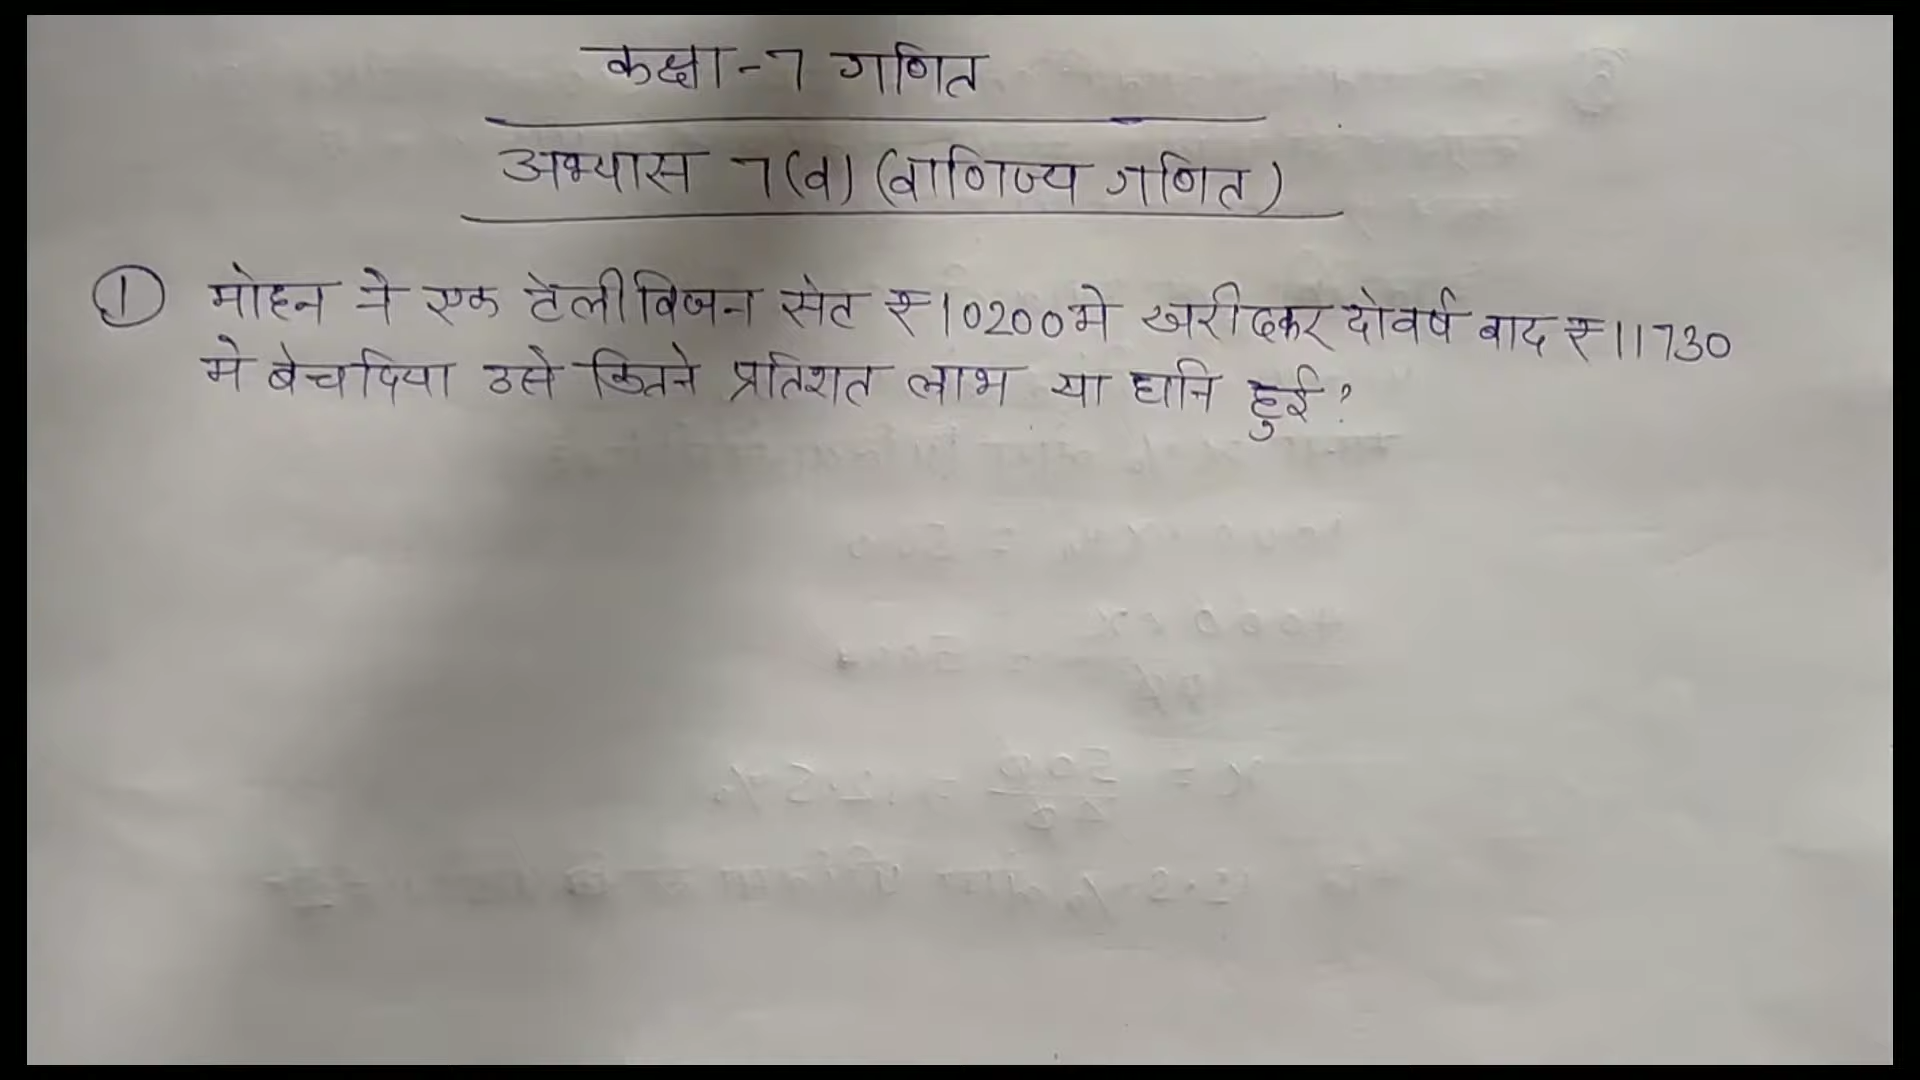 कक्षा-7 गणित
अभ्यास 7(व) (वाणिज्य गणित)
① मोहन ने एक टेलीविजन सेट ₹10200 मे खरीदकर दो वर्ष बाद ₹11730
मे बेच दिया उसे कितने प्रतिशत लाभ या हानि हुई?